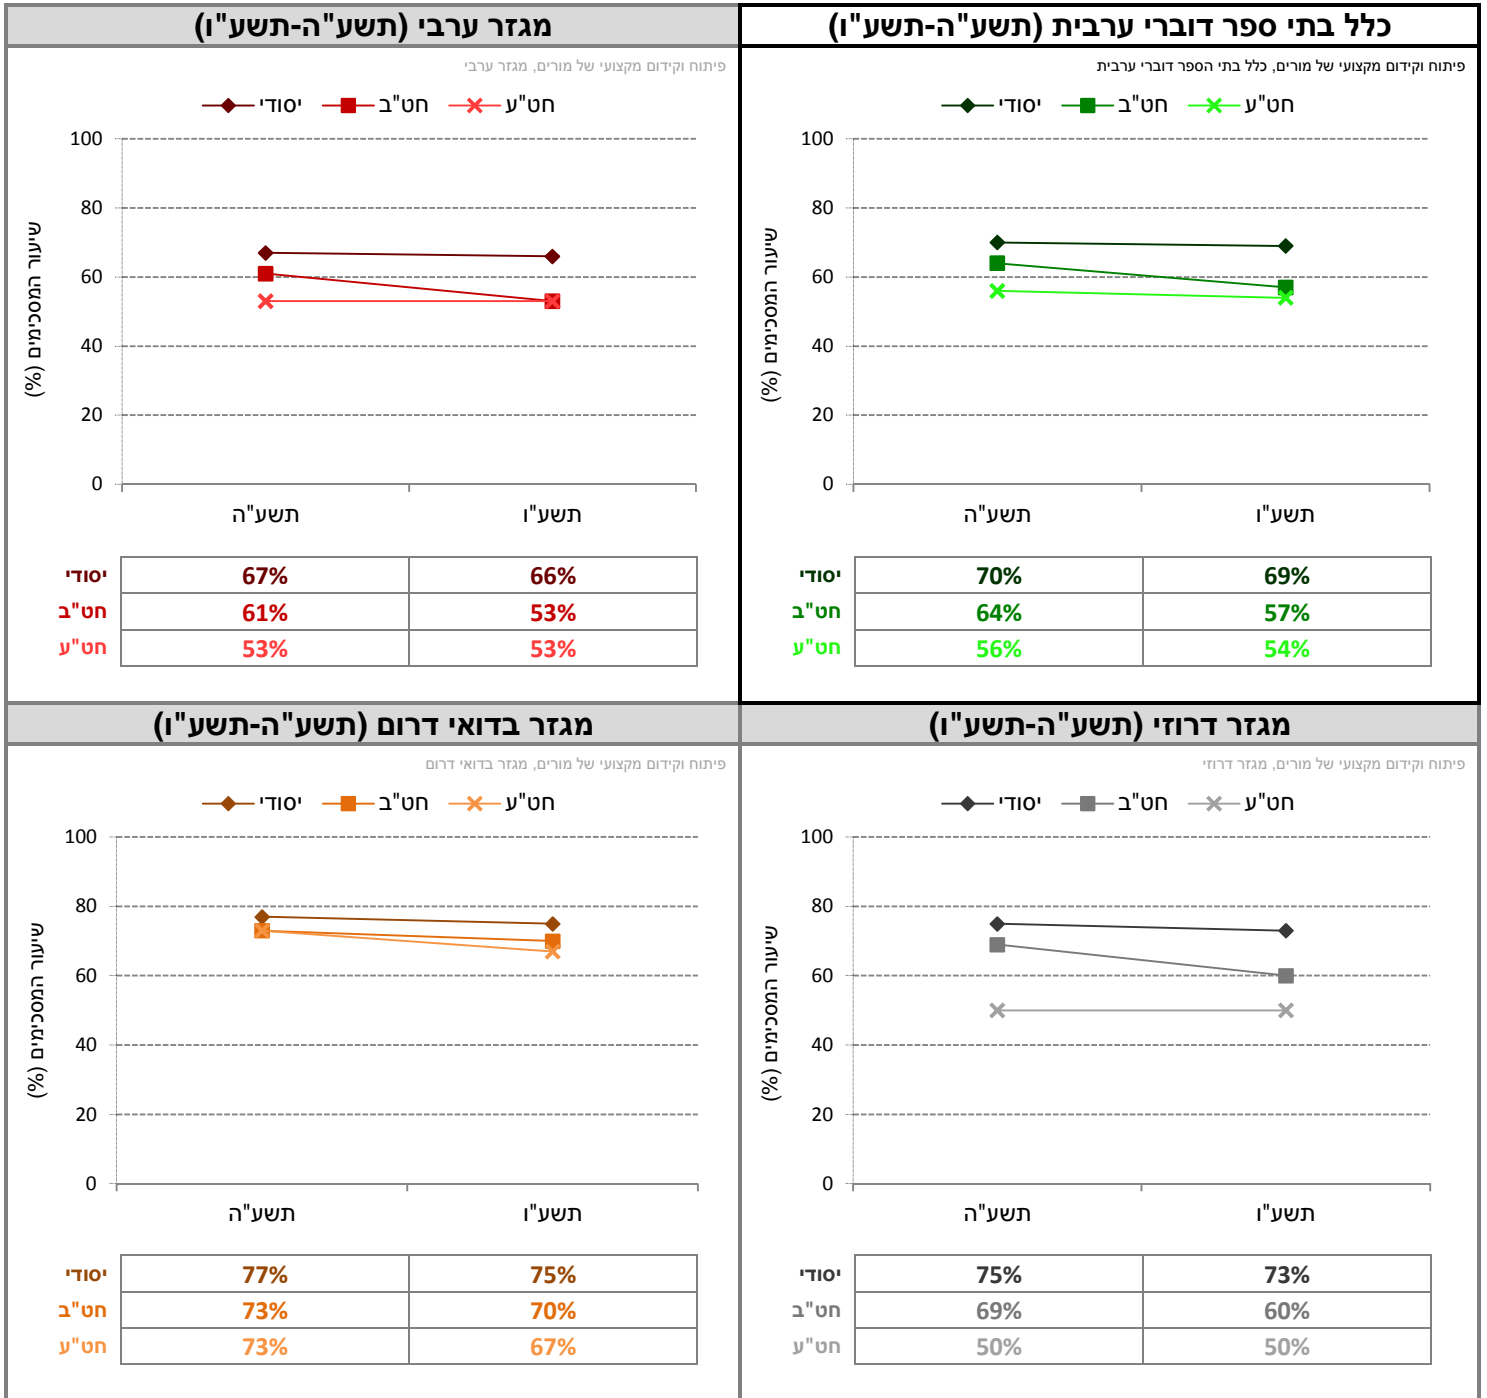 כלל בתי ספר דוברי ערבית (תשע"ה-תשע"ו)
פיתוח וקידום מקצועי של מורים, כלל בתי הספר דוברי ערבית
יסודי חט"ב חט"ע
שיעור המסכימים (%)
100
80
60
40
20
0
תשע"ה תשע"ו
יסודי 70% 69%
חט"ב 64% 57%
חט"ע 56% 54%
מגזר ערבי (תשע"ה-תשע"ו)
פיתוח וקידום מקצועי של מורים, מגזר ערבי
יסודי חט"ב חט"ע
שיעור המסכימים (%)
100
80
60
40
20
0
תשע"ה תשע"ו
יסודי 67% 66%
חט"ב 61% 53%
חט"ע 53% 53%
מגזר דרוזי (תשע"ה-תשע"ו)
פיתוח וקידום מקצועי של מורים, מגזר דרוזי
יסודי חט"ב חט"ע
שיעור המסכימים (%)
100
80
60
40
20
0
תשע"ה תשע"ו
יסודי 75% 73%
חט"ב 69% 60%
חט"ע 50% 50%
מגזר בדואי דרום (תשע"ה-תשע"ו)
פיתוח וקידום מקצועי של מורים, מגזר בדואי דרום
יסודי חט"ב חט"ע
שיעור המסכימים (%)
100
80
60
40
20
0
תשע"ה תשע"ו
יסודי 77% 75%
חט"ב 73% 70%
חט"ע 73% 67%